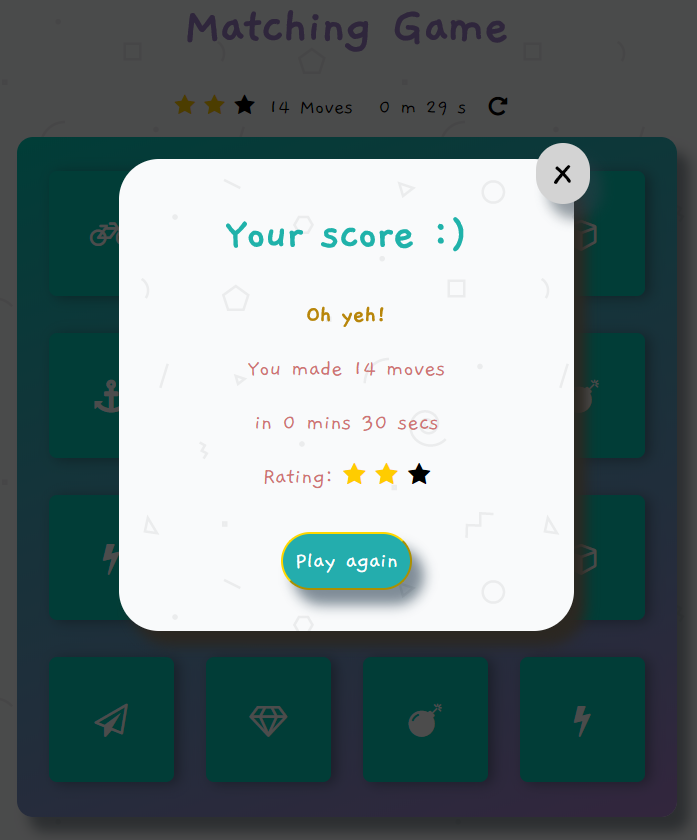 Matching Game
14 Moves 0 m 29 s
Your score :)
Oh yeh!
You made 14 moves
in 0 mins 30 secs
Rating:
Play again